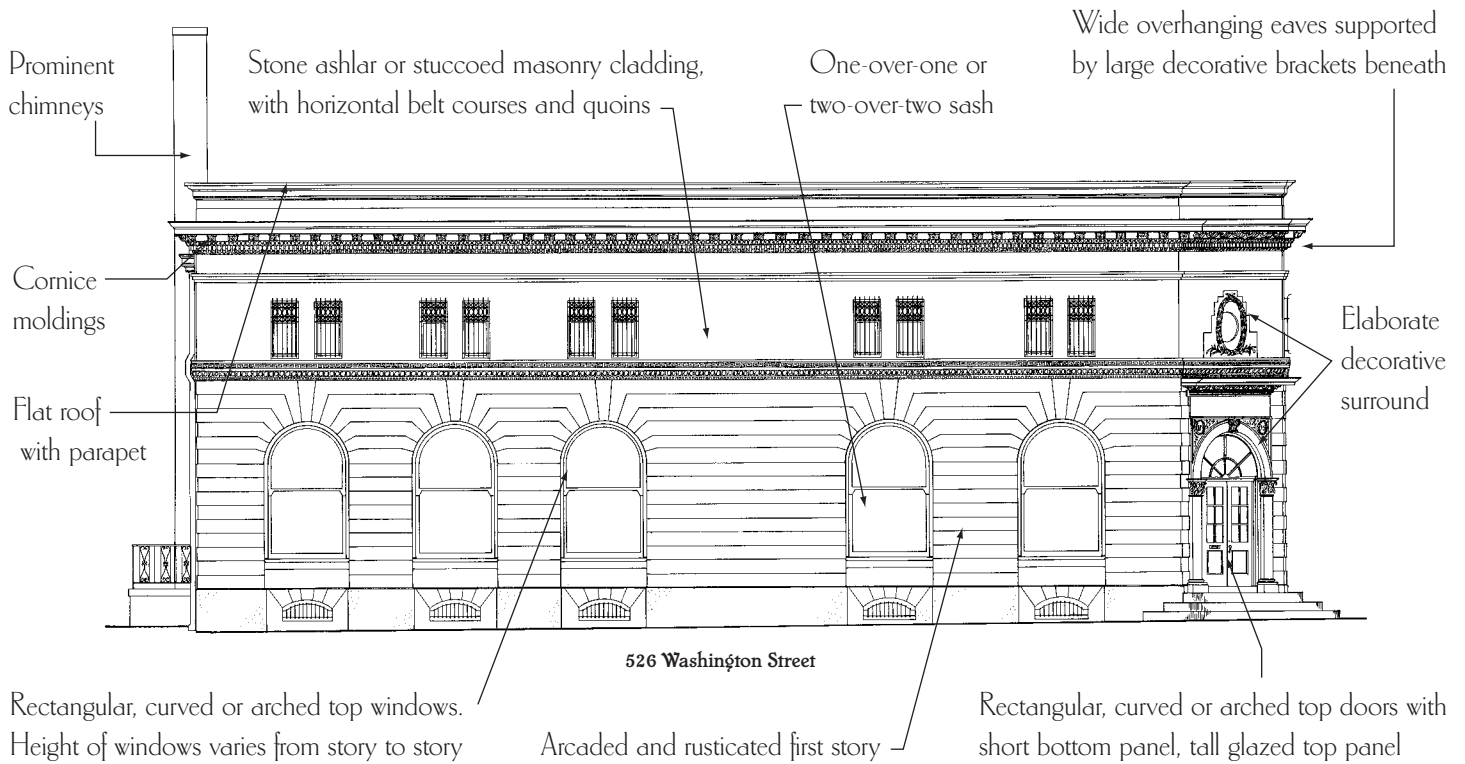 Prominent
chimneys
Stone ashlar or stuccoed masonry cladding,
with horizontal belt courses and quoins
One-over-one or
two-over-two sash
Wide overhanging eaves supported
by large decorative brackets beneath
Cornice
moldings
Flat roof
with parapet
Elaborate
decorative
surround
526 Washington Street
Rectangular, curved or arched top windows.
Height of windows varies from story to story
Arcaded and rusticated first story
Rectangular, curved or arched top doors with
short bottom panel, tall glazed top panel